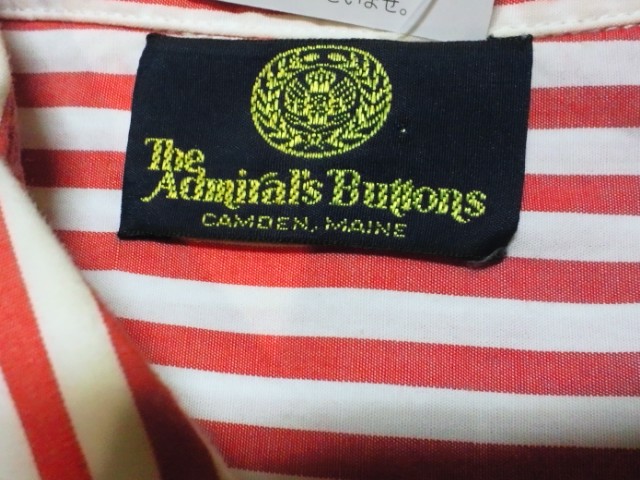 The
Admiral's Buttons
CAMDEN, MAINE